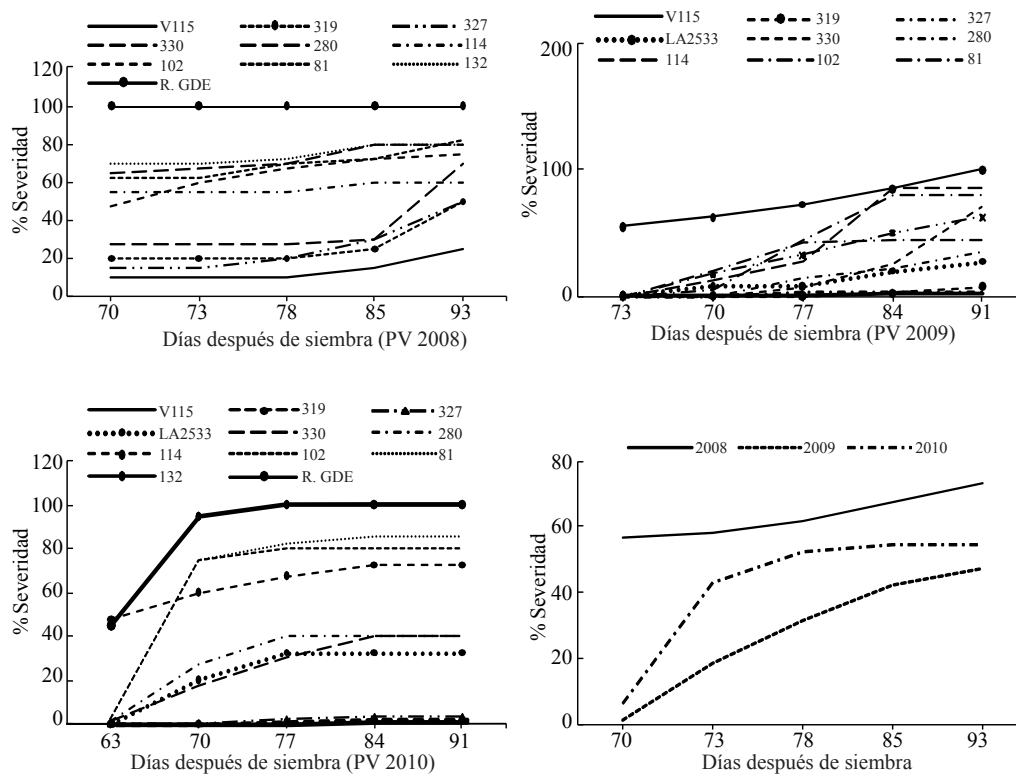 V115 319 327
330 280 114
102 81 132
R. GDE
120
100
80
60
40
20
0
% Severidad
70 73 78 85 93
Días después de siembra (PV 2008)
V115 319 327
LA2533 330 280
114 102 81
200
100
0
% Severidad
73 70 77 84 91
Días después de siembra (PV 2009)
V115 319 327
LA2533 330 280
114 102 81
132 R. GDE
120
100
80
60
40
20
0
% Severidad
63 70 77 84 91
Días después de siembra (PV 2010)
2008 2009 2010
80
60
40
20
0
% Severidad
70 73 78 85 93
Días después de siembra